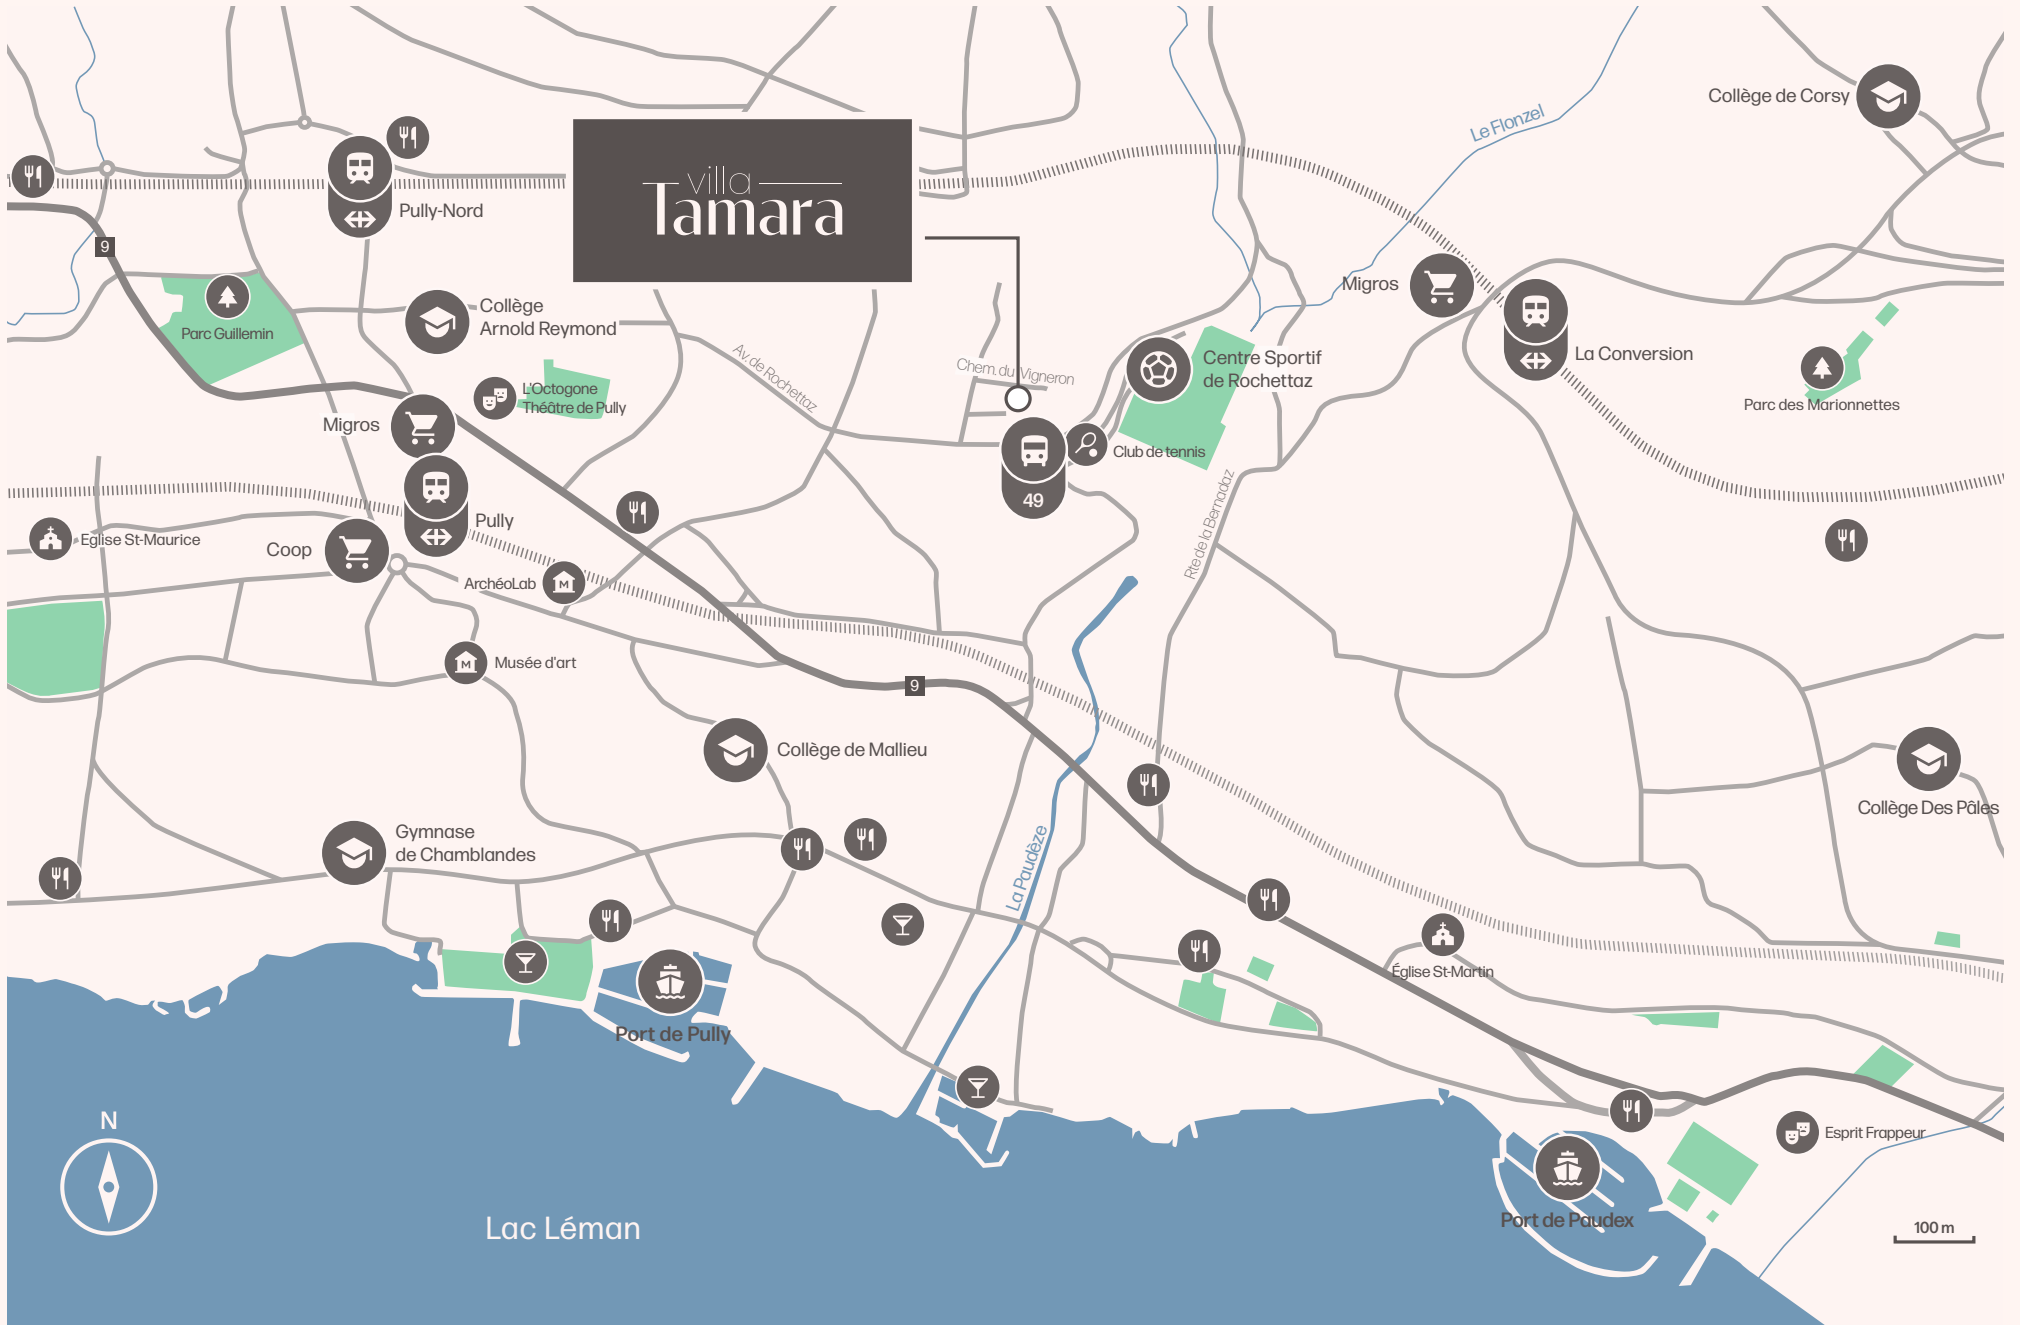 Collège de Corsy
Le Flonzel
villa
Tamara
Pully-Nord
9
Parc Guillemin
Collège
Arnold Reymond
Migros
La Conversion
Av. de Rochettaz
Chem. du Vigneron
Centre Sportif
de Rochettaz
L'Octogone
Théâtre de Pully
Parc des Marionnettes
Migros
Club de tennis
49
Pully
Rte de la Bernadaz
Eglise St-Maurice
Coop
ArchéoLab
M
Musée d'art
M
9
Collège de Mallieu
Collège Des Pâles
Gymnase
de Chamblandes
La Paudèze
Église St-Martin
Port de Pully
N
Esprit Frappeur
Lac Léman
Port de Paudex
100 m